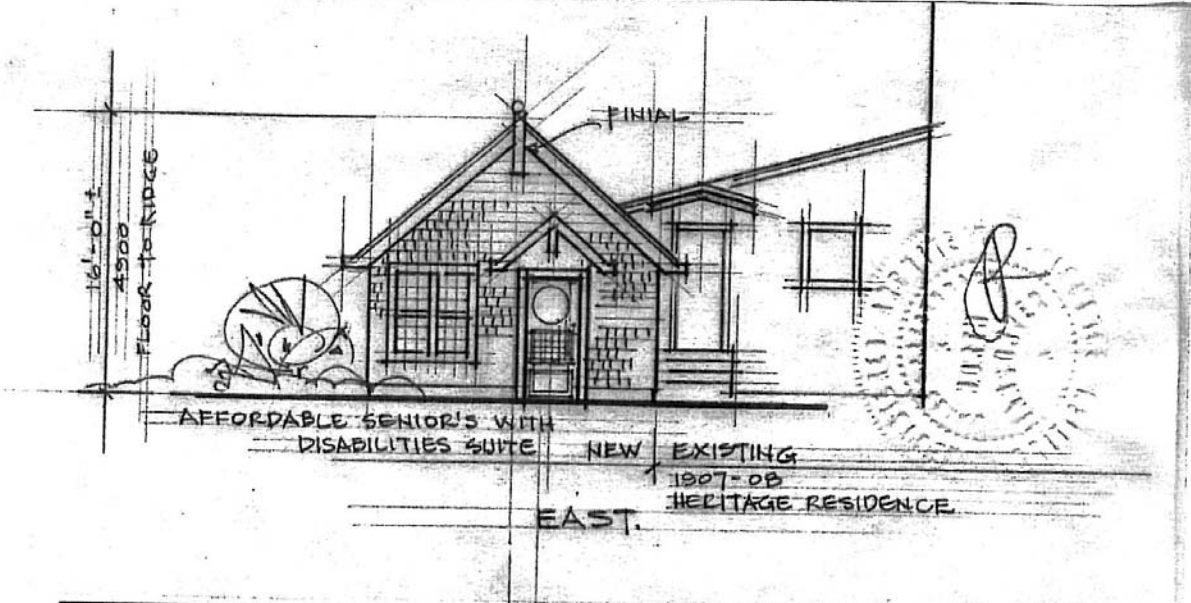 FINIAL
16'-0" ±
4900
FLOOR TO RIDGE
AFFORDABLE SENIOR'S WITH
DISABILITIES SUITE
NEW
EXISTING
1907-08
HERITAGE RESIDENCE
EAST.